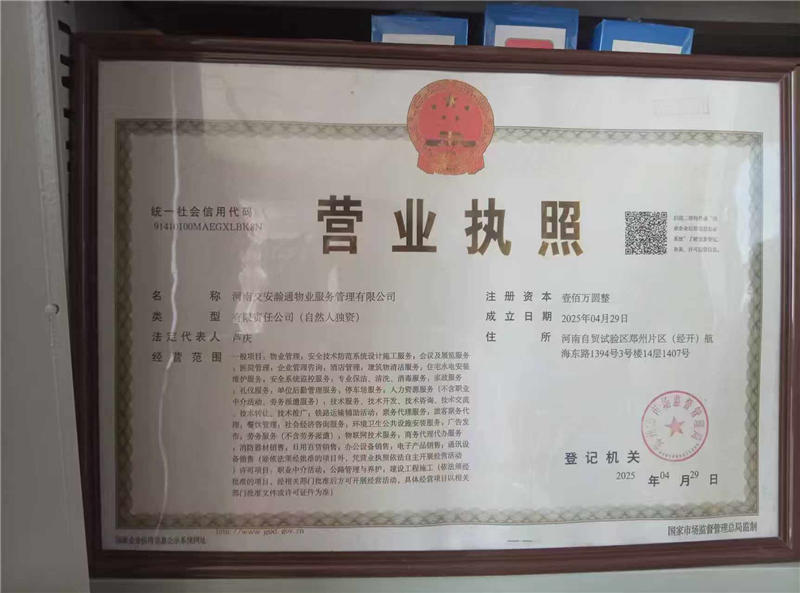 营业执照
统一社会信用代码
91410100MAEGXLBK4N
名称 河南交安瀚通物业服务管理有限公司
类型 有限责任公司（自然人独资）
法定代表人 芦庆
经营范围 一般项目：物业管理；安全技术防范系统设计施工服务；会议及展览服务
；医院管理；企业管理咨询；酒店管理；建筑物清洁服务；住宅水电安装
维护服务；安全系统监控服务；专业保洁、清洗、消毒服务；家政服务
；礼仪服务；单位后勤管理服务；停车场服务；人力资源服务（不含职业
中介活动、劳务派遣服务）；技术服务、技术开发、技术咨询、技术交流
、技术转让、技术推广；铁路运输辅助活动；票务代理服务；旅客票务代
理；餐饮管理；社会经济咨询服务；环境卫生公共设施安装服务；广告发
布；劳务服务（不含劳务派遣）；物联网技术服务；商务代理代办服务
；消防器材销售；日用百货销售；办公设备销售；电子产品销售；通讯设
备销售（除依法须经批准的项目外，凭营业执照依法自主开展经营活动
）许可项目：职业中介活动；公路管理与养护；建设工程施工（依法须经
批准的项目，经相关部门批准后方可开展经营活动，具体经营项目以相关
部门批准文件或许可证件为准）
注册资本 壹佰万圆整
成立日期 2025年04月29日
住所 河南自贸试验区郑州片区（经开）航
海东路1394号3号楼14层1407号
登记机关
2025 年 04 月 29 日
国家企业信用信息公示系统网址
http://www.gsxt.gov.cn
国家市场监督管理总局监制